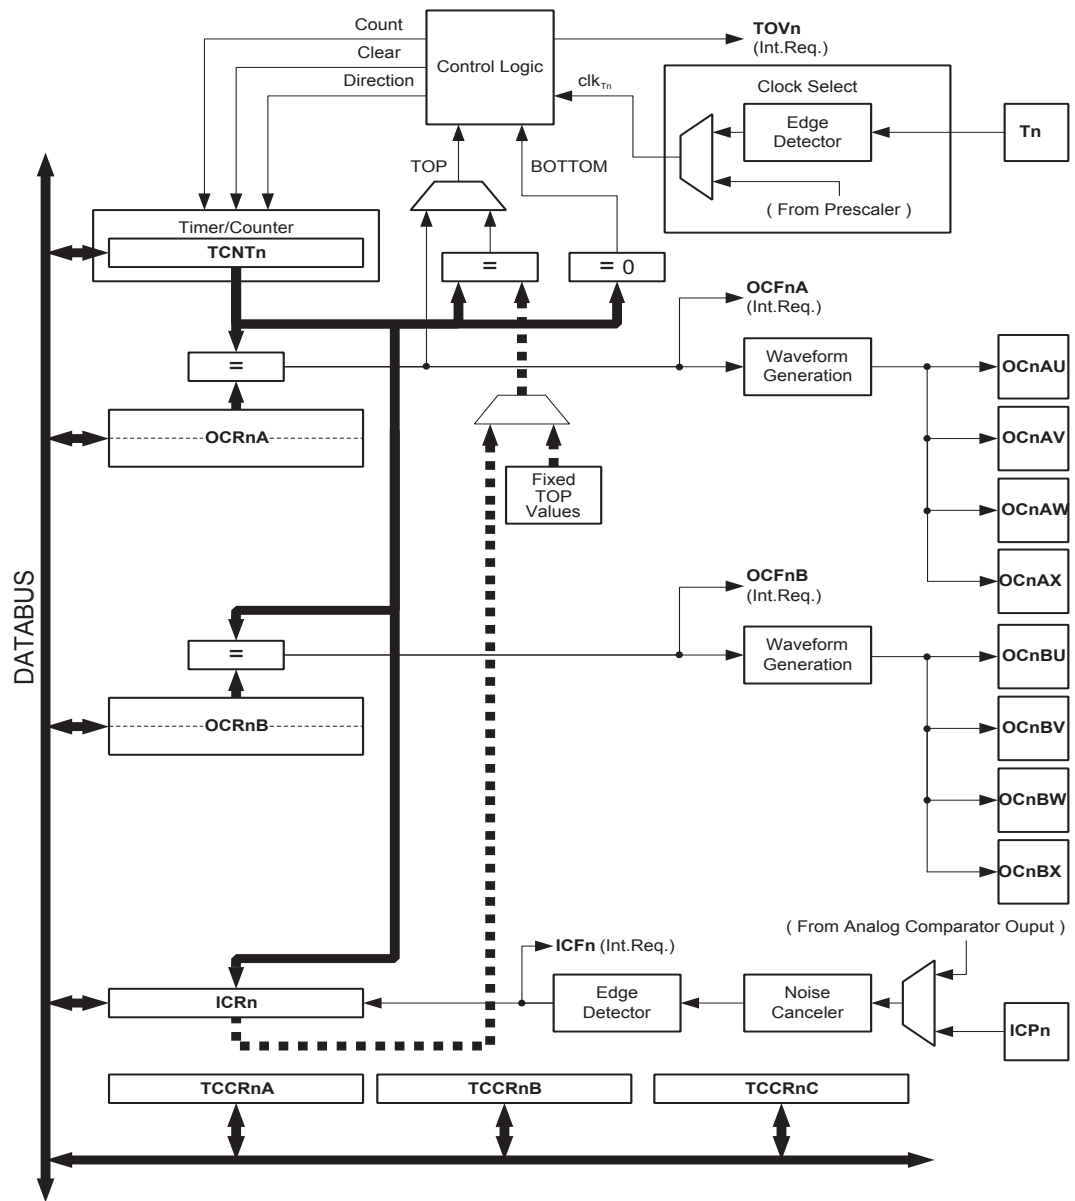 Count
Clear
Direction
Control Logic
TOVn
(Int.Req.)
clkTn
Clock Select
Edge
Detector
Tn
( From Prescaler )
TOP
BOTTOM
Timer/Counter
TCNTn
=
= 0
OCFnA
(Int.Req.)
=
Waveform
Generation
OCnAU
OCRnA
OCnAV
Fixed
TOP
Values
OCnAW
OCnAX
DATABUS
OCFnB
(Int.Req.)
=
Waveform
Generation
OCnBU
OCRnB
OCnBV
OCnBW
OCnBX
( From Analog Comparator Ouput )
ICFn (Int.Req.)
ICRn
Edge
Detector
Noise
Canceler
ICPn
TCCRnA
TCCRnB
TCCRnC